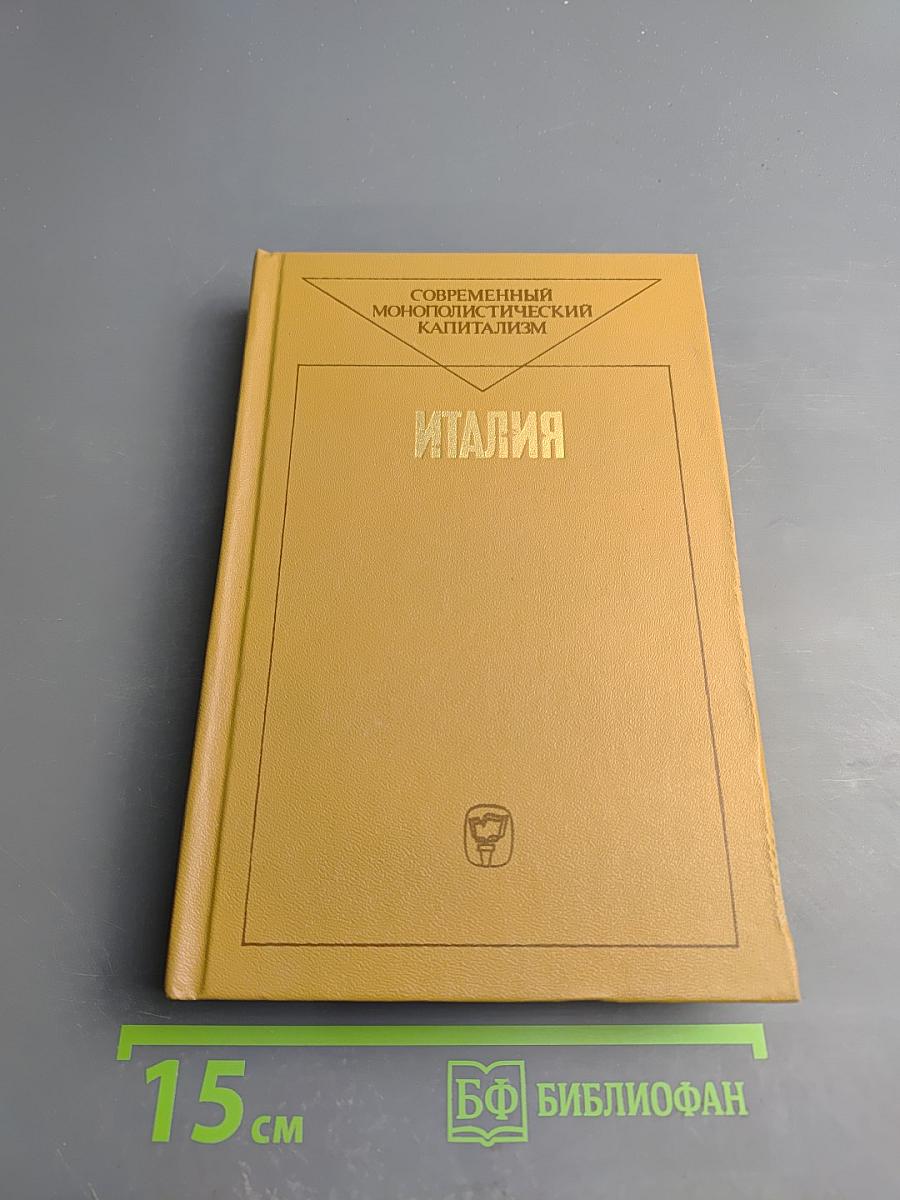 СОВРЕМЕННЫЙ
МОНОПОЛИСТИЧЕСКИЙ
КАПИТАЛИЗМ
ИТАЛИЯ
15 см
БФ БИБЛИОФАН